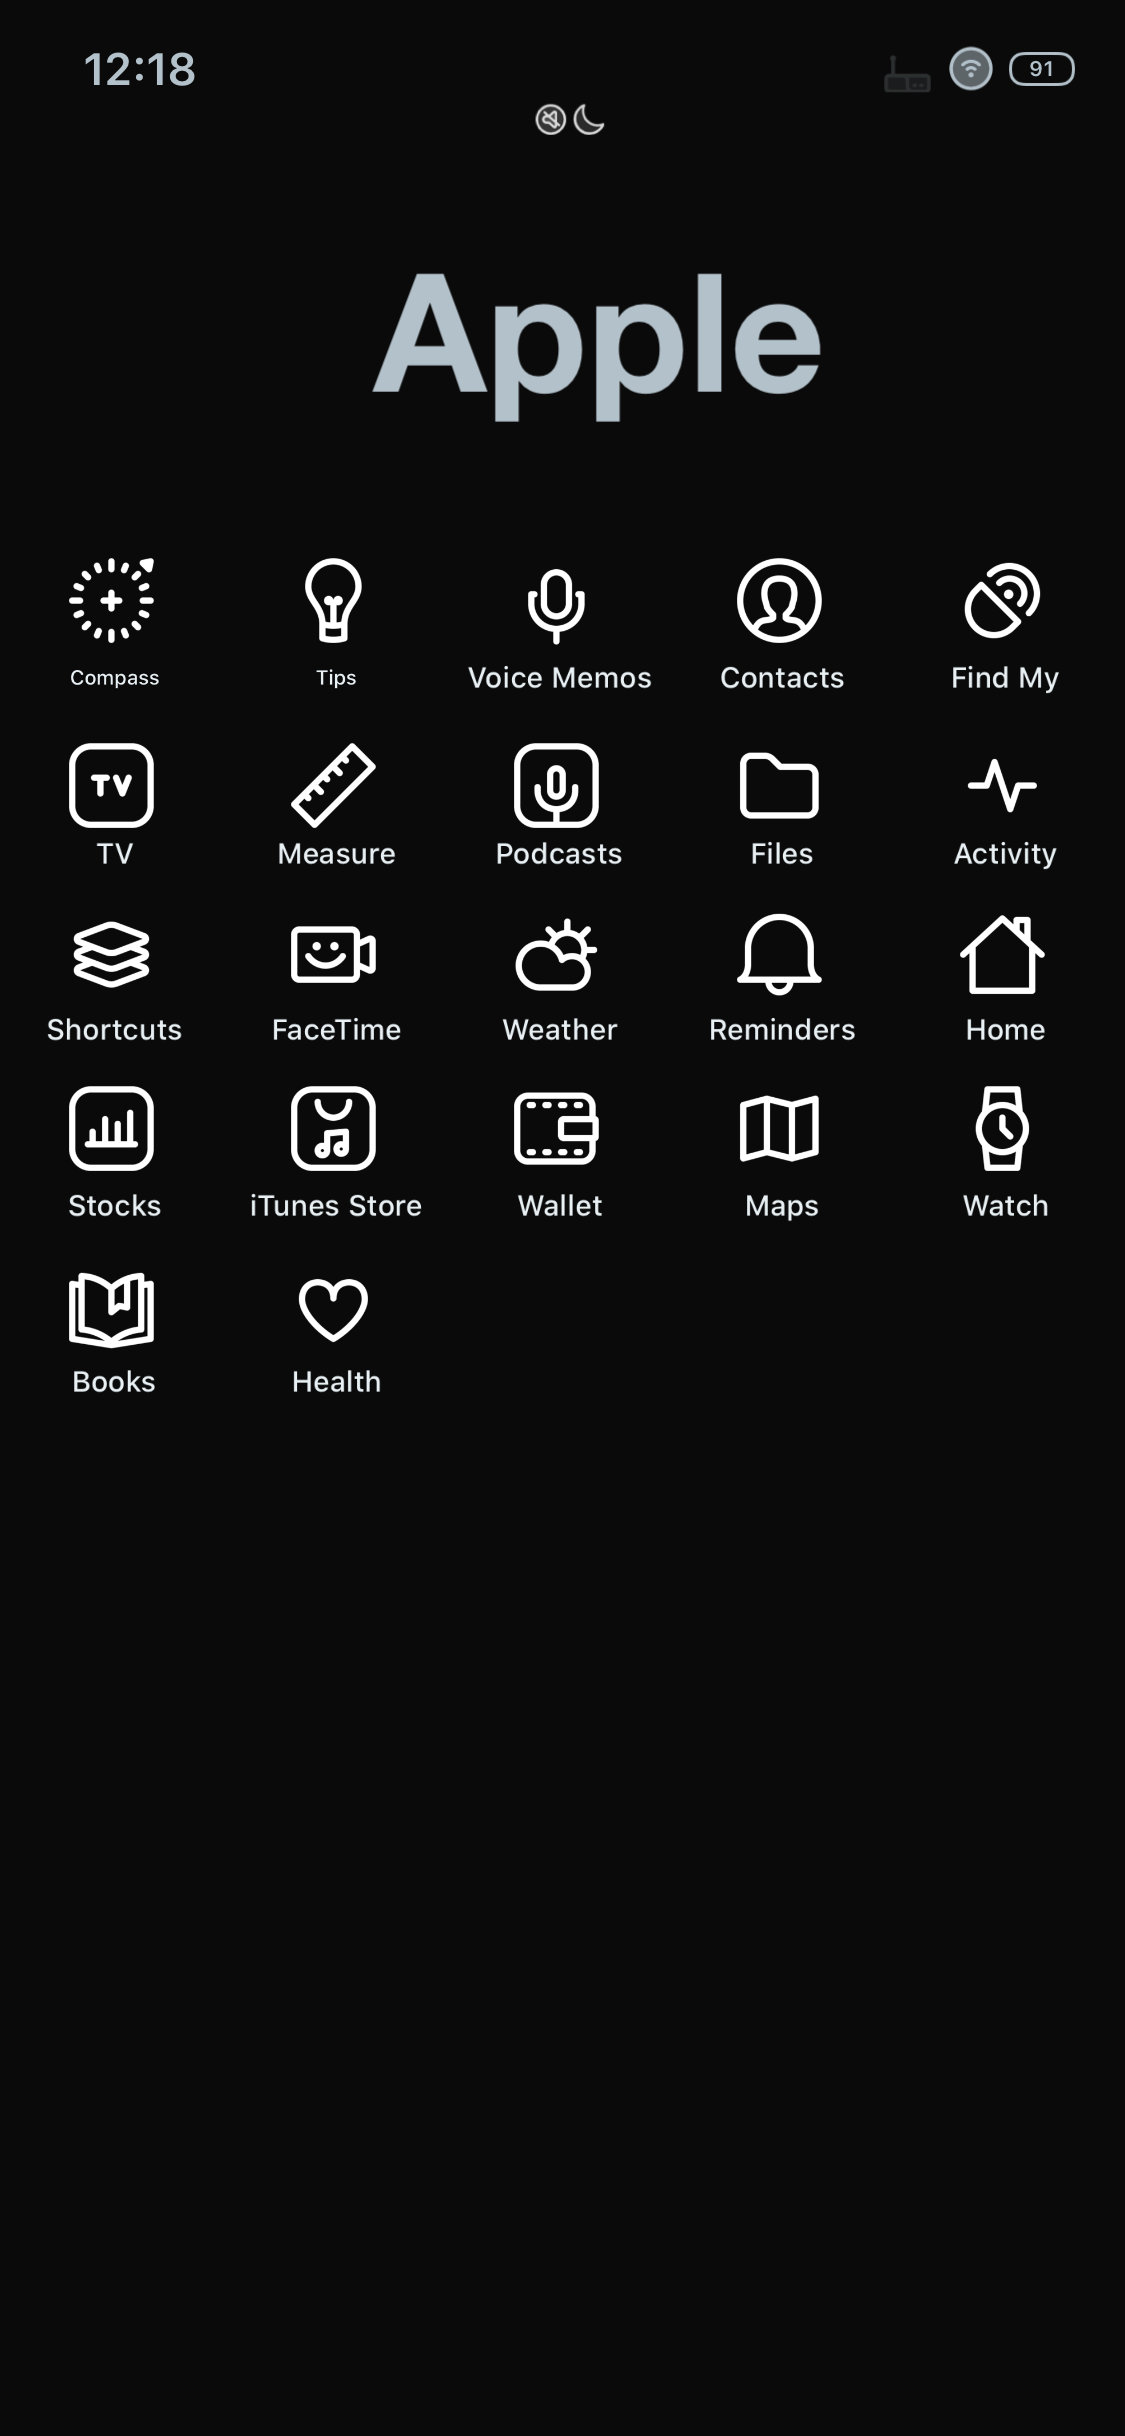 12:18
91
Apple
Compass Tips Voice Memos Contacts Find My
TV
TV Measure Podcasts Files Activity
Shortcuts FaceTime Weather Reminders Home
Stocks iTunes Store Wallet Maps Watch
Books Health